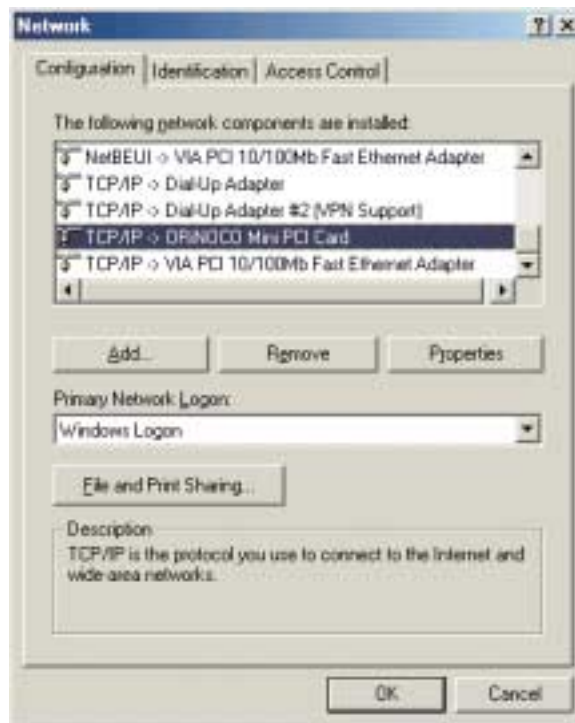 Network
Configuration Identification Access Control
The following network components are installed:
NetBEUI -> VIA PCI 10/100Mb Fast Ethernet Adapter
TCP/IP -> Dial-Up Adapter
TCP/IP -> Dial-Up Adapter #2 (VPN Support)
TCP/IP -> ORiNOCO Mini PCI Card
TCP/IP -> VIA PCI 10/100Mb Fast Ethernet Adapter
Add... Remove Properties
Primary Network Logon:
Windows Logon
File and Print Sharing...
Description
TCP/IP is the protocol you use to connect to the Internet and
wide-area networks.
OK Cancel